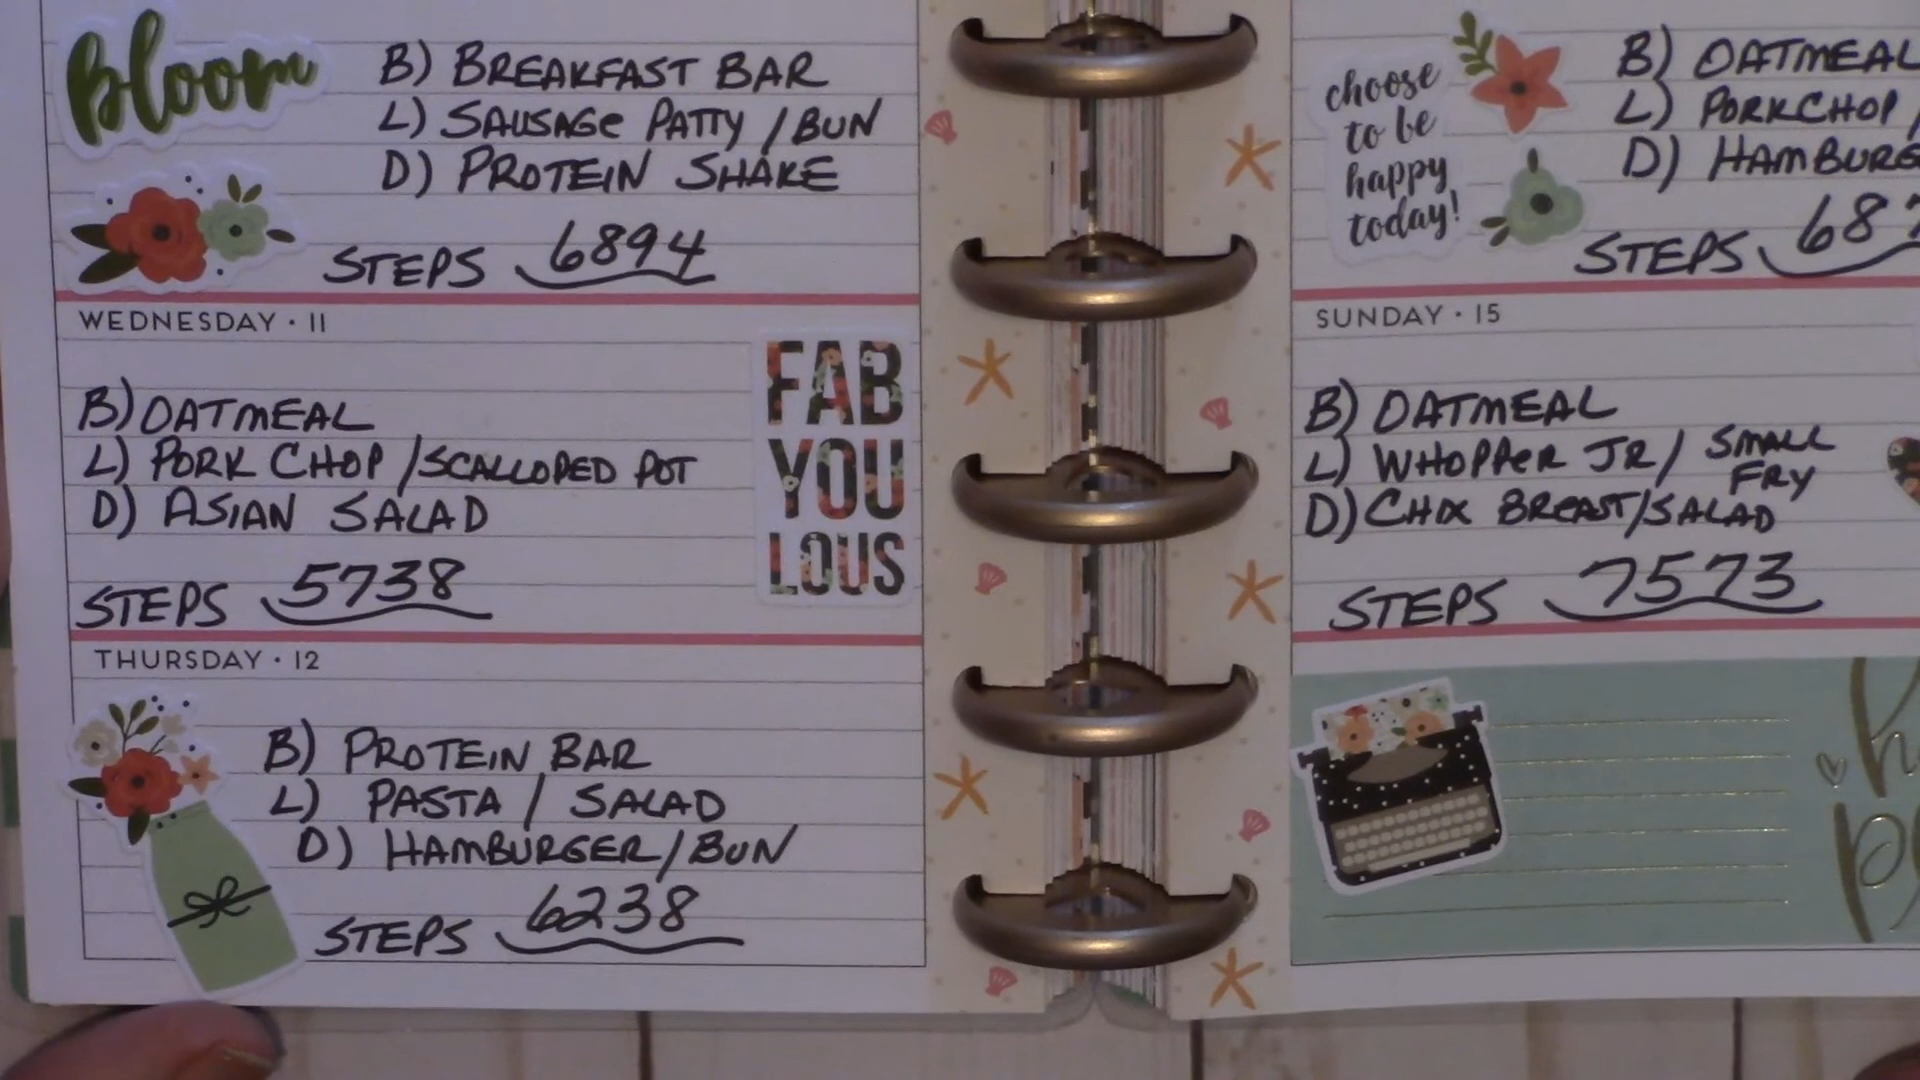 Bloom
B) BREAKFAST BAR
L) SAUSAGE PATTY / BUN
D) PROTEIN SHAKE
STEPS 6894
WEDNESDAY · 11
B) OATMEAL
L) PORK CHOP / SCALLOPED POT
D) ASIAN SALAD
STEPS 5738
FAB
YOU
LOUS
THURSDAY · 12
B) PROTEIN BAR
L) PASTA / SALAD
D) HAMBURGER / BUN
STEPS 6238
choose
to be
happy
today!
B) OATMEAL
L) PORKCHOP /
D)
STEPS
SUNDAY · 15
B) OATMEAL
L) WHOPPER JR / SMALL
FRY
D) CHIX BREAST/SALAD
STEPS 7573